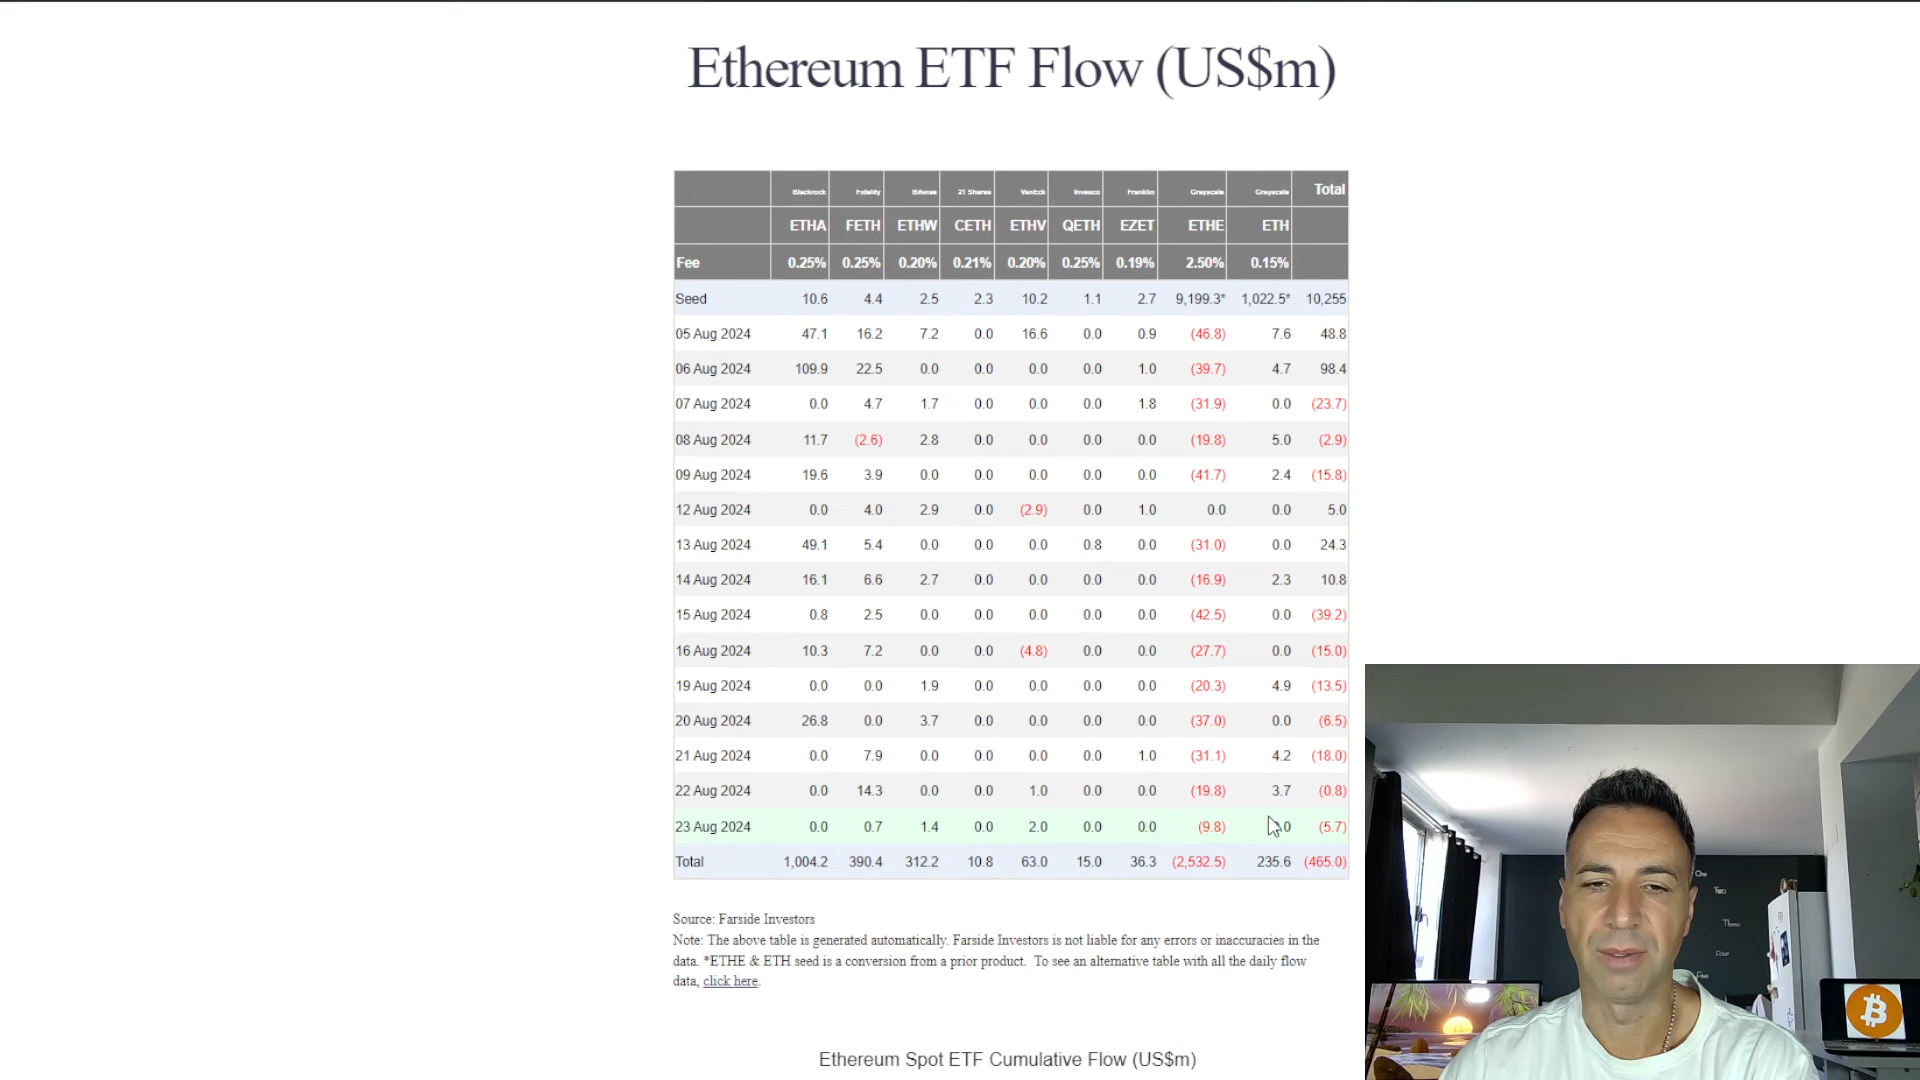 Ethereum ETF Flow (US$m)
Blackrock Fidelity Bitwise 21 Shares VanEck Invesco Franklin Grayscale Grayscale Total
ETHA FETH ETHW CETH ETHV QETH EZET ETHE ETH
Fee 0.25% 0.25% 0.20% 0.21% 0.20% 0.25% 0.19% 2.50% 0.15%
Seed 10.6 4.4 2.5 2.3 10.2 1.1 2.7 9,199.3* 1,022.5* 10,255
05 Aug 2024 47.1 16.2 7.2 0.0 16.6 0.0 0.9 (46.8) 7.6 48.8
06 Aug 2024 109.9 22.5 0.0 0.0 0.0 0.0 1.0 (39.7) 4.7 98.4
07 Aug 2024 0.0 4.7 1.7 0.0 0.0 0.0 1.8 (31.9) 0.0 (23.7)
08 Aug 2024 11.7 (2.6) 2.8 0.0 0.0 0.0 0.0 (19.8) 5.0 (2.9)
09 Aug 2024 19.6 3.9 0.0 0.0 0.0 0.0 0.0 (41.7) 2.4 (15.8)
12 Aug 2024 0.0 4.0 2.9 0.0 (2.9) 0.0 1.0 0.0 0.0 5.0
13 Aug 2024 49.1 5.4 0.0 0.0 0.0 0.8 0.0 (31.0) 0.0 24.3
14 Aug 2024 16.1 6.6 2.7 0.0 0.0 0.0 0.0 (16.9) 2.3 10.8
15 Aug 2024 0.8 2.5 0.0 0.0 0.0 0.0 0.0 (42.5) 0.0 (39.2)
16 Aug 2024 10.3 7.2 0.0 0.0 (4.8) 0.0 0.0 (27.7) 0.0 (15.0)
19 Aug 2024 0.0 0.0 1.9 0.0 0.0 0.0 0.0 (20.3) 4.9 (13.5)
20 Aug 2024 26.8 0.0 3.7 0.0 0.0 0.0 0.0 (37.0) 0.0 (6.5)
21 Aug 2024 0.0 7.9 0.0 0.0 0.0 0.0 1.0 (31.1) 4.2 (18.0)
22 Aug 2024 0.0 14.3 0.0 0.0 1.0 0.0 0.0 (19.8) 3.7 (0.8)
23 Aug 2024 0.0 0.7 1.4 0.0 2.0 0.0 0.0 (9.8) (5.7)
Total 1,004.2 390.4 312.2 10.8 63.0 15.0 36.3 (2,532.5) 235.6 (465.0)
Source: Farside Investors
Note: The above table is generated automatically. Farside Investors is not liable for any errors or inaccuracies in the
data. *ETHE & ETH seed is a conversion from a prior product. To see an alternative table with all the daily flow
data, click here.
Ethereum Spot ETF Cumulative Flow (US$m)
One
Two
Three
Four
Five